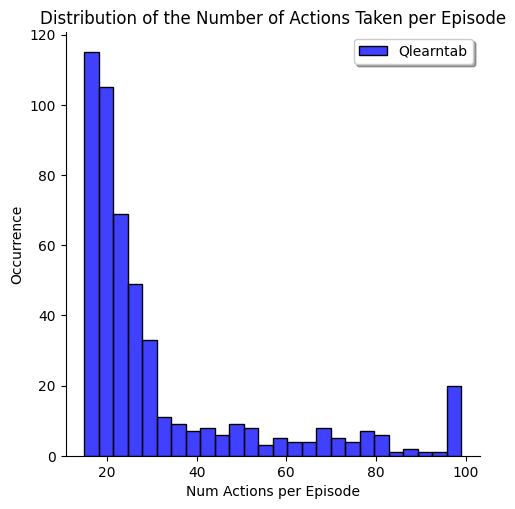 Distribution of the Number of Actions Taken per Episode
Qlearntab
120
100
80
60
40
20
0
Occurrence
20 40 60 80 100
Num Actions per Episode